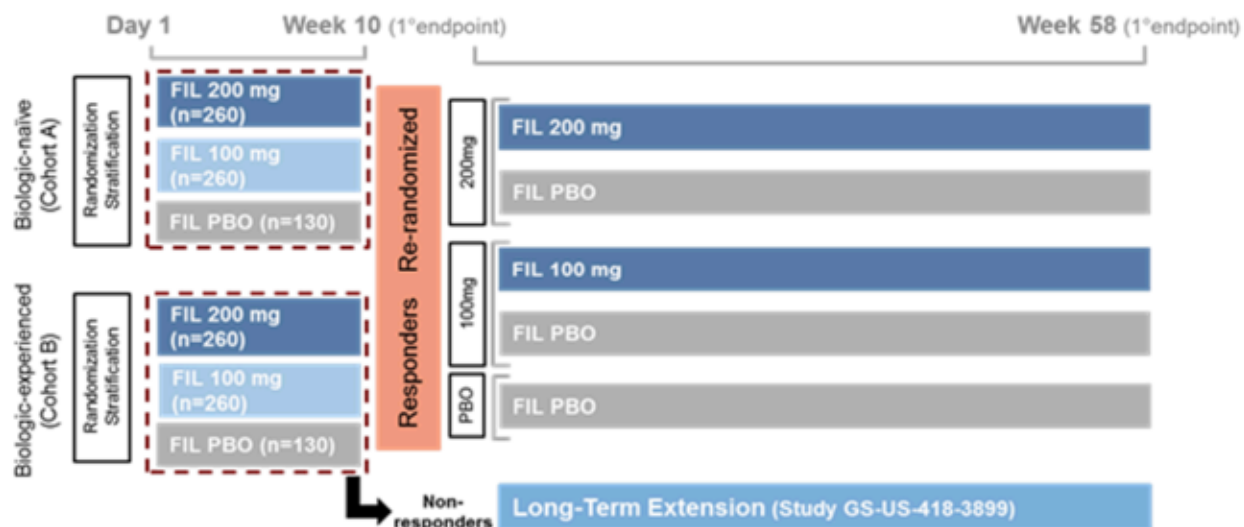 Day 1
Week 10 (1°endpoint)
Week 58 (1°endpoint)
Biologic-naïve
(Cohort A)
Randomization
Stratification
FIL 200 mg
(n=260)
FIL 100 mg
(n=260)
FIL PBO (n=130)
Biologic-experienced
(Cohort B)
Randomization
Stratification
FIL 200 mg
(n=260)
FIL 100 mg
(n=260)
FIL PBO (n=130)
Responders Re-randomized
200mg
FIL 200 mg
FIL PBO
100mg
FIL 100 mg
FIL PBO
PBO
FIL PBO
Non-
responders
Long-Term Extension (Study GS-US-418-3899)